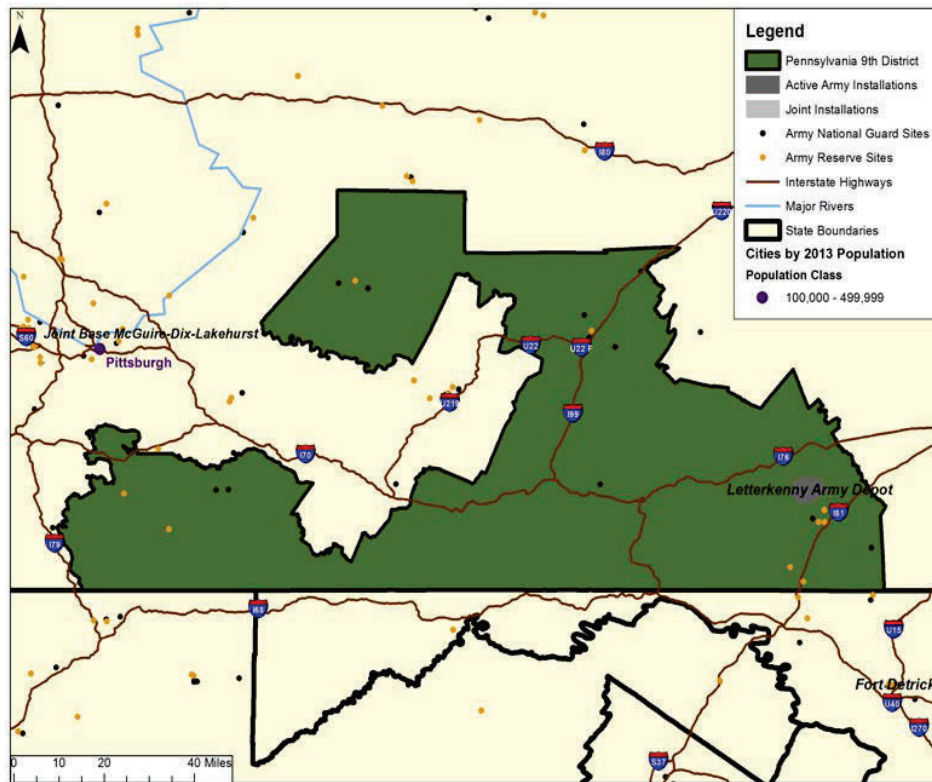 N
Legend
Pennsylvania 9th District
Active Army Installations
Joint Installations
Army National Guard Sites
Army Reserve Sites
Interstate Highways
Major Rivers
State Boundaries
Cities by 2013 Population
Population Class
100,000 - 499,999
I80
U220
S60
Joint Base McGuire-Dix-Lakehurst
Pittsburgh
U22
U22 F
U219
I99
I70
I76
Letterkenny Army Depot
I81
I79
I68
U15
Fort Detrick
U40
I270
S37
0 10 20 40 Miles